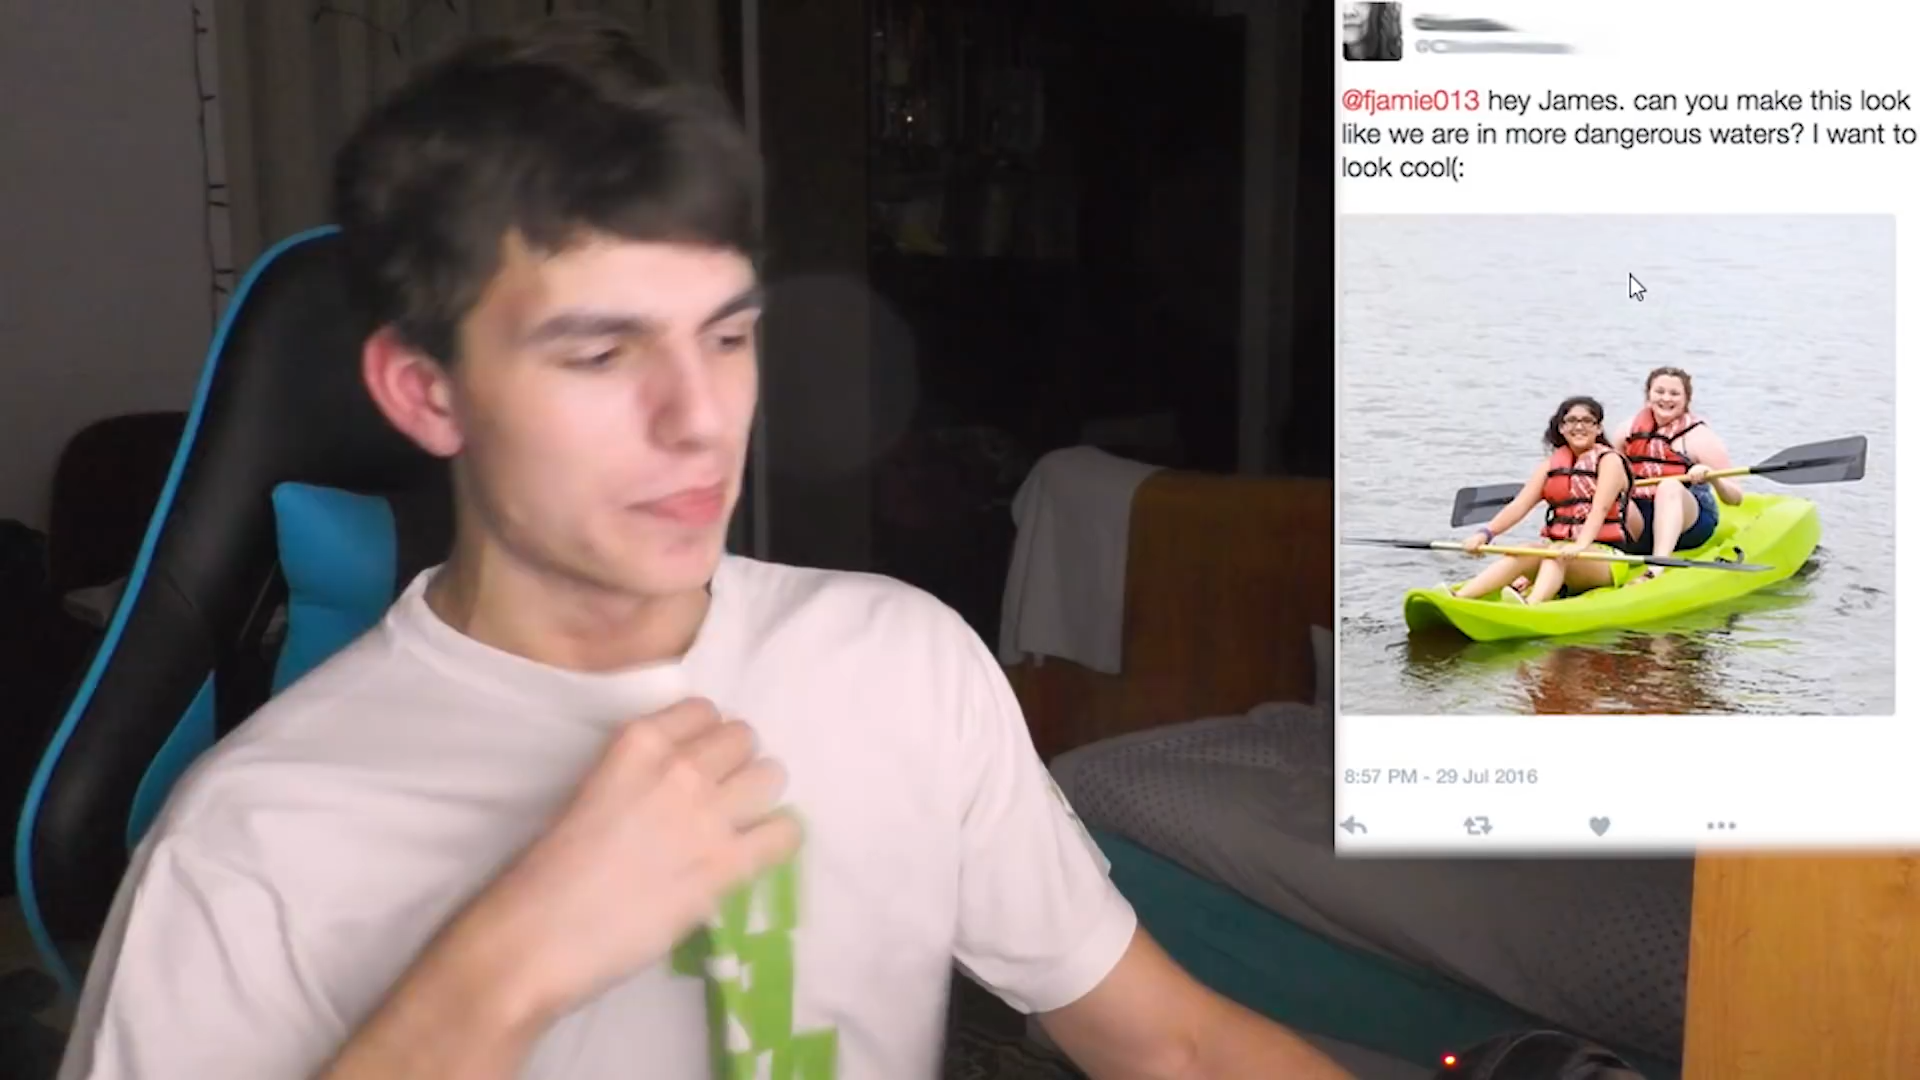 @fjamie013 hey James. can you make this look
like we are in more dangerous waters? I want to
look cool(:
8:57 PM - 29 Jul 2016